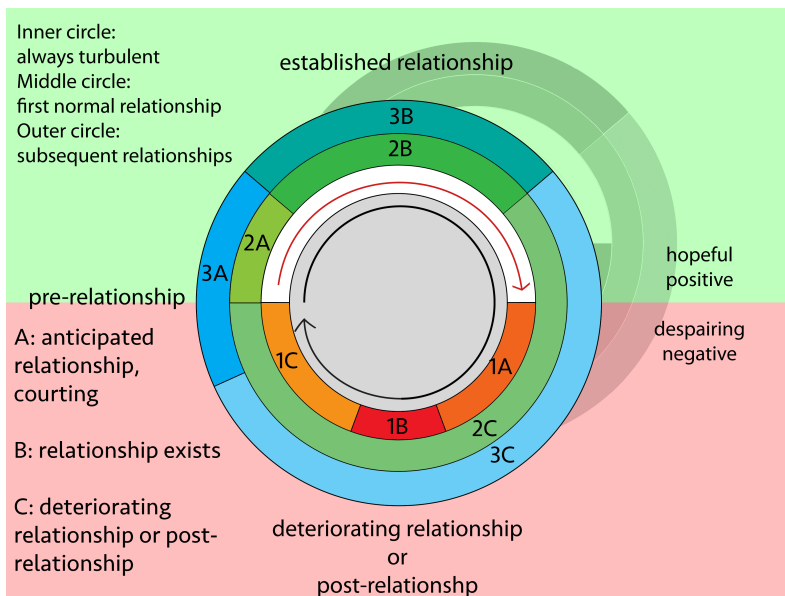 Inner circle:
always turbulent
Middle circle:
first normal relationship
Outer circle:
subsequent relationships
established relationship
3B
2B
2A
3A
hopeful
positive
pre-relationship
despairing
negative
A: anticipated
relationship,
courting
1C
1A
1B
2C
3C
B: relationship exists
C: deteriorating
relationship or post-
relationship
deteriorating relationship
or
post-relationshp